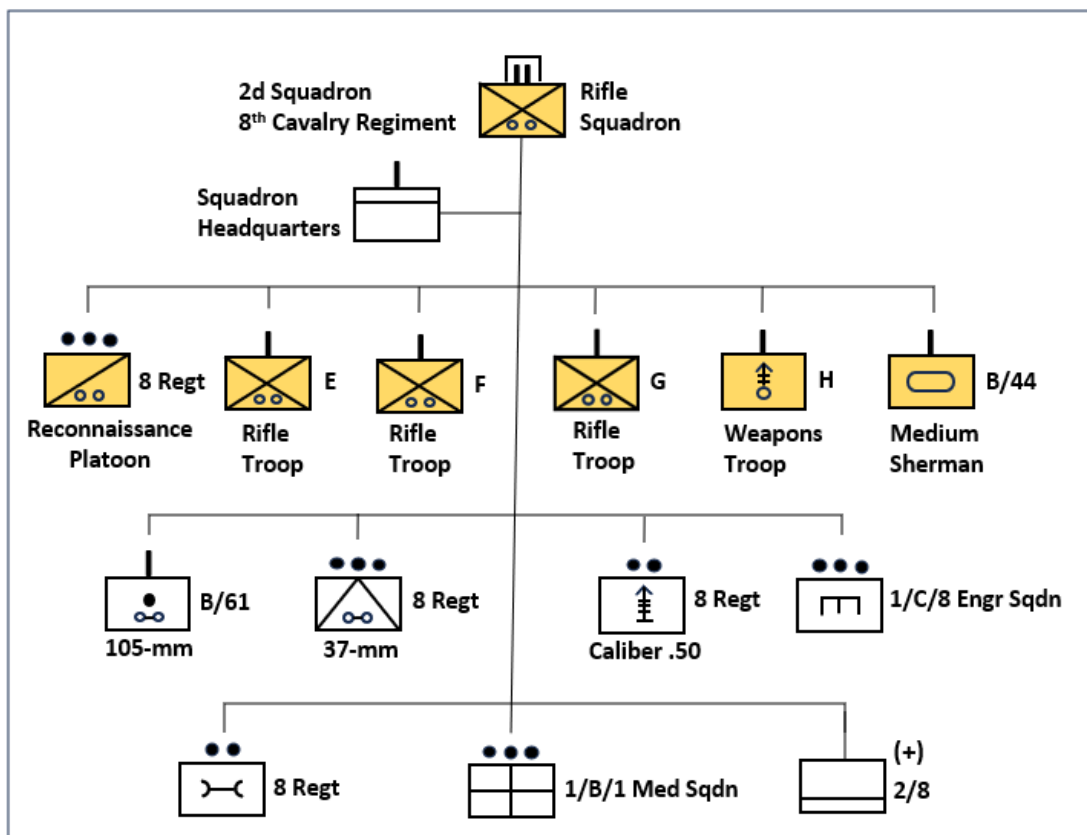 2d Squadron
8th Cavalry Regiment
Rifle
Squadron
Squadron
Headquarters
8 Regt
Reconnaissance
Platoon
E
Rifle
Troop
F
Rifle
Troop
G
Rifle
Troop
H
Weapons
Troop
B/44
Medium
Sherman
B/61
105-mm
8 Regt
37-mm
8 Regt
Caliber .50
1/C/8 Engr Sqdn
8 Regt
1/B/1 Med Sqdn
(+)
2/8